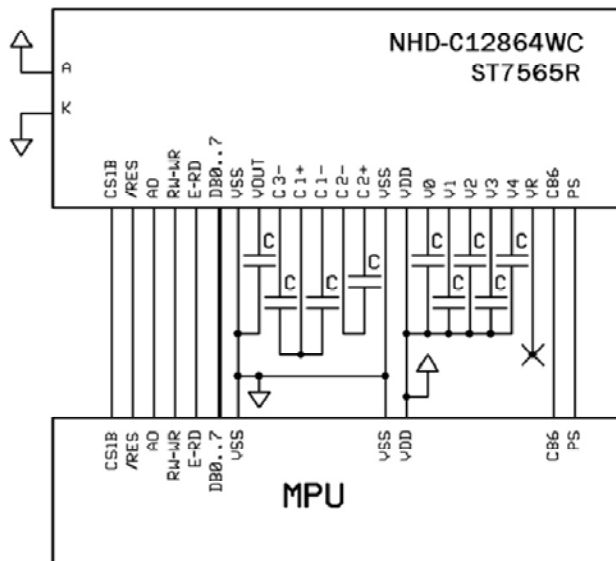 NHD-C12864WC
ST7565R
A
K
CS1B /RES A0 RW-WR E-RD DB0..7 VSS VOUT C3- C1+ C1- C2- C2+ VSS VDD V0 V1 V2 V3 V4 VR CB6 PS
C C C
C C C C C
C C
CS1B /RES A0 RW-WR E-RD DB0..7 VSS VSS VDD CB6 PS
MPU